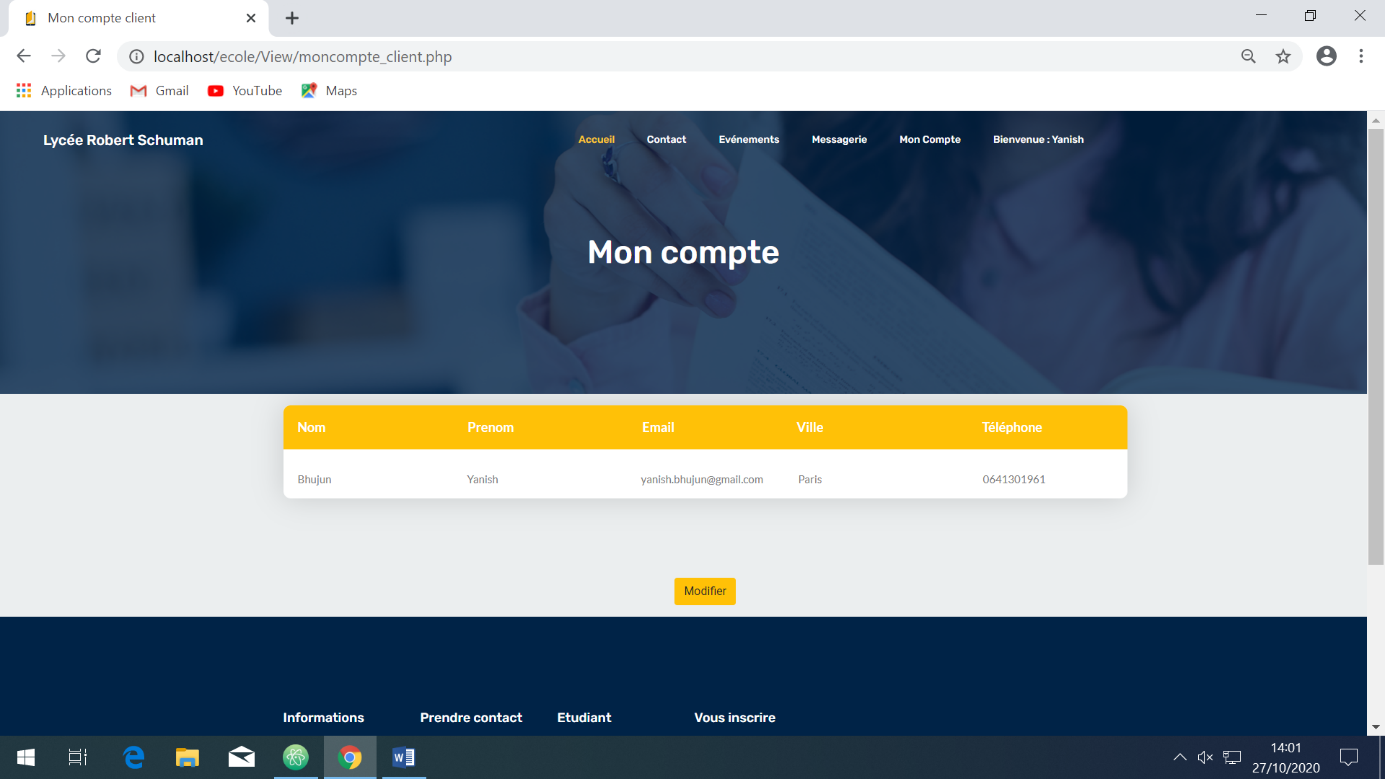 Mon compte client
localhost/ecole/View/moncompte_client.php
Applications Gmail YouTube Maps
Lycée Robert Schuman Accueil Contact Evénements Messagerie Mon Compte Bienvenue : Yanish
Mon compte
Nom Prenom Email Ville Téléphone
Bhujun Yanish yanish.bhujun@gmail.com Paris 0641301961
Modifier
Informations Prendre contact Etudiant Vous inscrire
14:01
27/10/2020